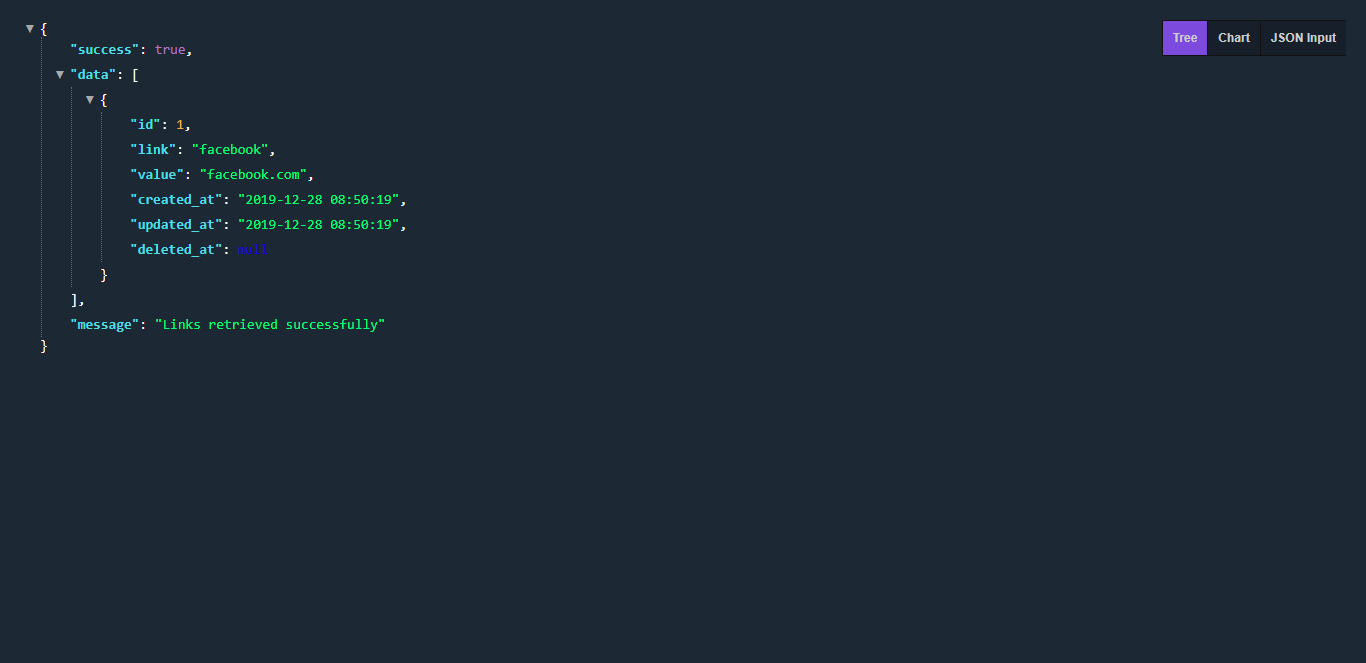 {
"success": true,
"data": [
{
"id": 1,
"link": "facebook",
"value": "facebook.com",
"created_at": "2019-12-28 08:50:19",
"updated_at": "2019-12-28 08:50:19",
"deleted_at": null
}
],
"message": "Links retrieved successfully"
}
Tree Chart JSON Input